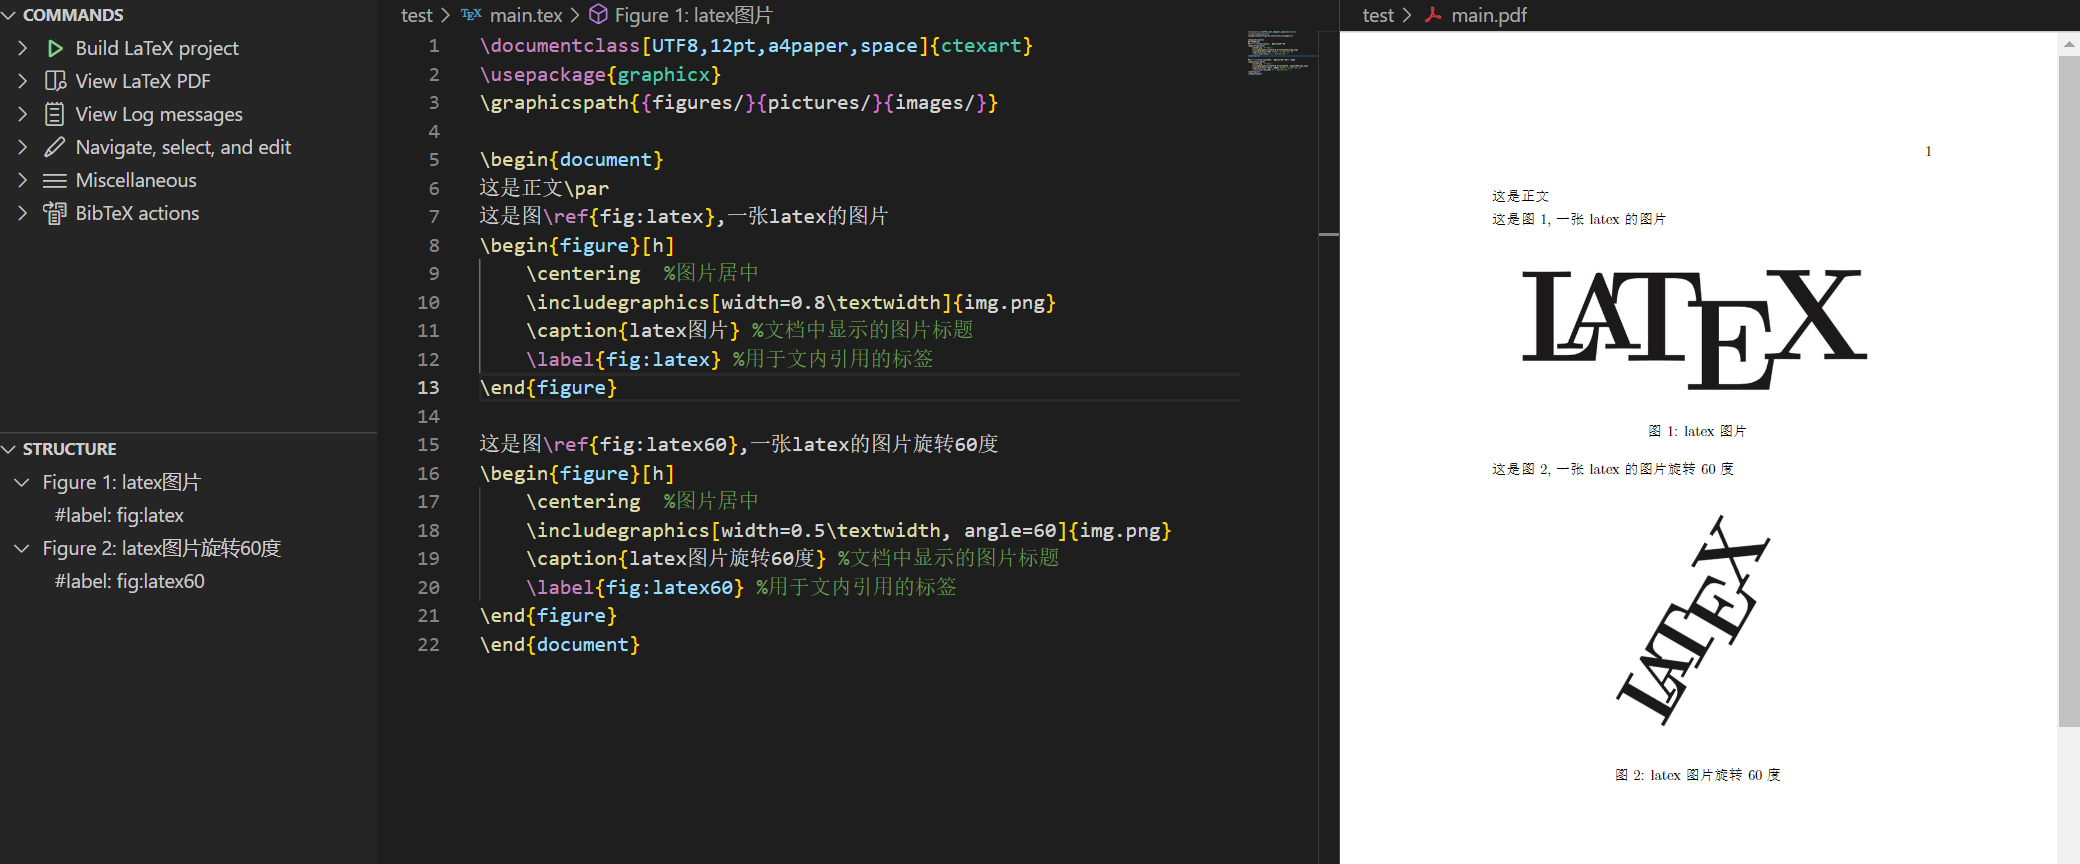 COMMANDS
Build LaTeX project
View LaTeX PDF
View Log messages
Navigate, select, and edit
Miscellaneous
BibTeX actions
STRUCTURE
Figure 1: latex图片
#label: fig:latex
Figure 2: latex图片旋转60度
#label: fig:latex60
test > TEX main.tex > Figure 1: latex图片
1 \documentclass[UTF8,12pt,a4paper,space]{ctexart}
2 \usepackage{graphicx}
3 \graphicspath{{figures/}{pictures/}{images/}}
4
5 \begin{document}
6 这是正文\par
7 这是图\ref{fig:latex},一张latex的图片
8 \begin{figure}[h]
9 \centering %图片居中
10 \includegraphics[width=0.8\textwidth]{img.png}
11 \caption{latex图片} %文档中显示的图片标题
12 \label{fig:latex} %用于文内引用的标签
13 \end{figure}
14
15 这是图\ref{fig:latex60},一张latex的图片旋转60度
16 \begin{figure}[h]
17 \centering %图片居中
18 \includegraphics[width=0.5\textwidth, angle=60]{img.png}
19 \caption{latex图片旋转60度} %文档中显示的图片标题
20 \label{fig:latex60} %用于文内引用的标签
21 \end{figure}
22 \end{document}
test > main.pdf
1
这是正文
这是图 1, 一张 latex 的图片
LATEX
图 1: latex 图片
这是图 2, 一张 latex 的图片旋转 60 度
LATEX
图 2: latex 图片旋转 60 度